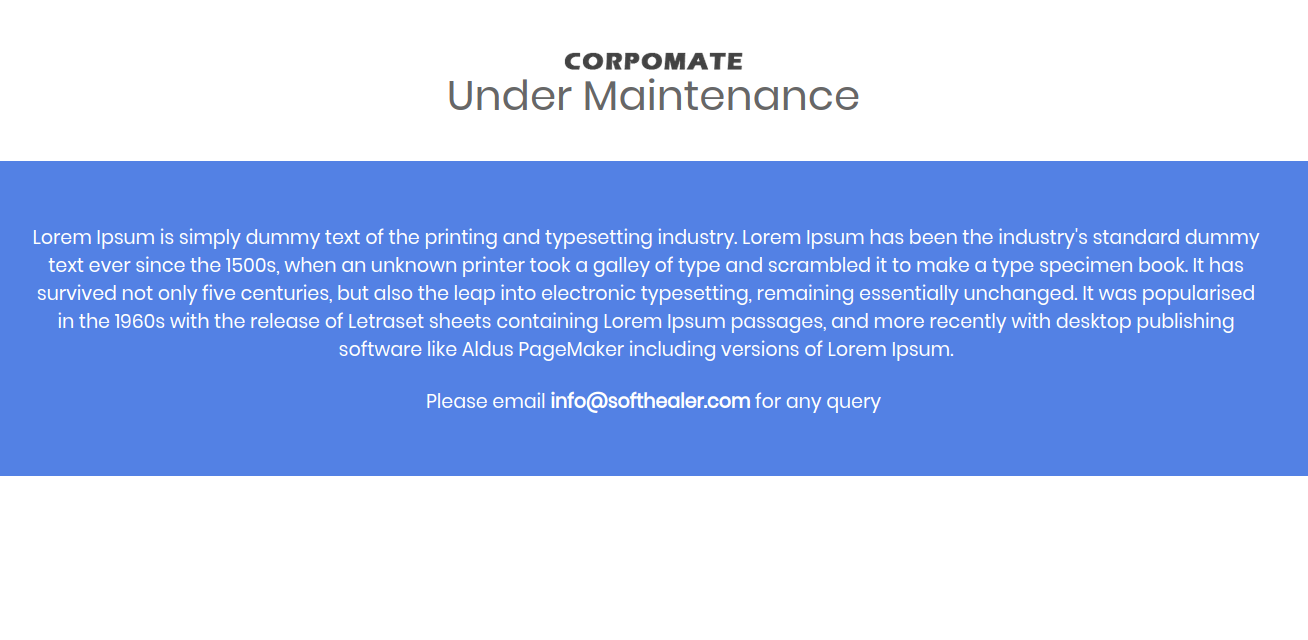 CORPOMATE
Under Maintenance
Lorem Ipsum is simply dummy text of the printing and typesetting industry. Lorem Ipsum has been the industry's standard dummy
text ever since the 1500s, when an unknown printer took a galley of type and scrambled it to make a type specimen book. It has
survived not only five centuries, but also the leap into electronic typesetting, remaining essentially unchanged. It was popularised
in the 1960s with the release of Letraset sheets containing Lorem Ipsum passages, and more recently with desktop publishing
software like Aldus PageMaker including versions of Lorem Ipsum.
Please email info@softhealer.com for any query